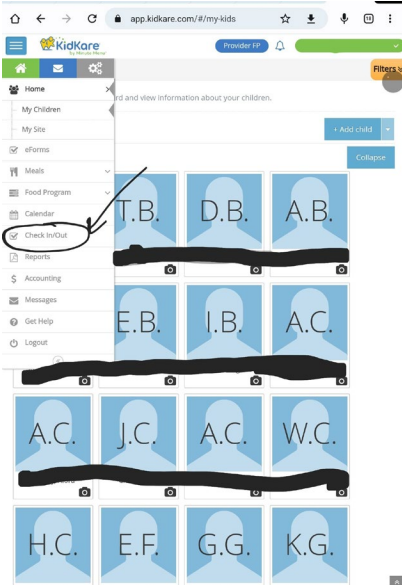 app.kidkare.com/#/my-kids
18
KidKare
by Minute Menu
Provider FP
Filters
Home
rd and view information about your children.
My Children
My Site
+ Add child
eForms
Collapse
Meals
Food Program
Calendar
T.B. D.B. A.B.
Check In/Out
Reports
Accounting
Messages
E.B. I.B. A.C.
Get Help
Logout
A.C. J.C. A.C. W.C.
H.C. E.F. G.G. K.G.